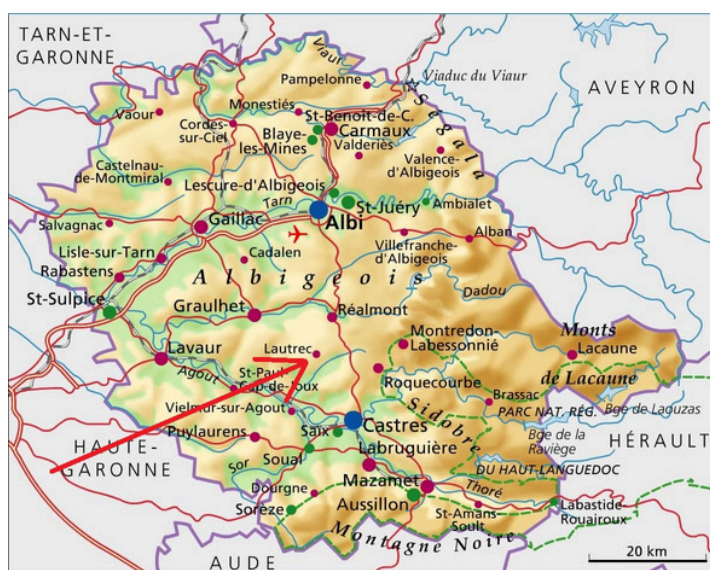 TARN-ET-
GARONNE
Viaur
Pampelonne
Viaduc du Viaur
AVEYRON
Vaour
Monestiés
Cordes-
sur-Ciel
St-Benoît-de-C.
Carmaux
Blaye-
les-Mines
Valderiès
Ségala
Valence-
d'Albigeois
Castelnau-
de-Montmiral
Lescure-d'Albigeois
Tarn
St-Juéry
Ambialet
Salvagnac
Gaillac
Albi
Alban
Lisle-sur-Tarn
Cadalen
Villefranche-
d'Albigeois
Rabastens
Albigeois
Dadou
St-Sulpice
Graulhet
Réalmont
Montredon-
Labessonnié
Monts
de Lacaune
Lacaune
Lavaur
Lautrec
Agout
St-Paul-
Cap-de-Joux
Roquecourbe
Brassac
PARC NAT. RÉG.
Bge de Laouzas
Vielmur-sur-Agout
Sidobre
Castres
Bge de la
Raviège
HÉRAULT
HAUTE-
GARONNE
Puylaurens
Saïx
Labruguière
DU HAUT-LANGUEDOC
Sor
Soual
Mazamet
Thoré
Dourgne
Aussillon
Labastide-
Rouairoux
Sorèze
St-Amans-
Soult
Montagne Noire
AUDE
20 km